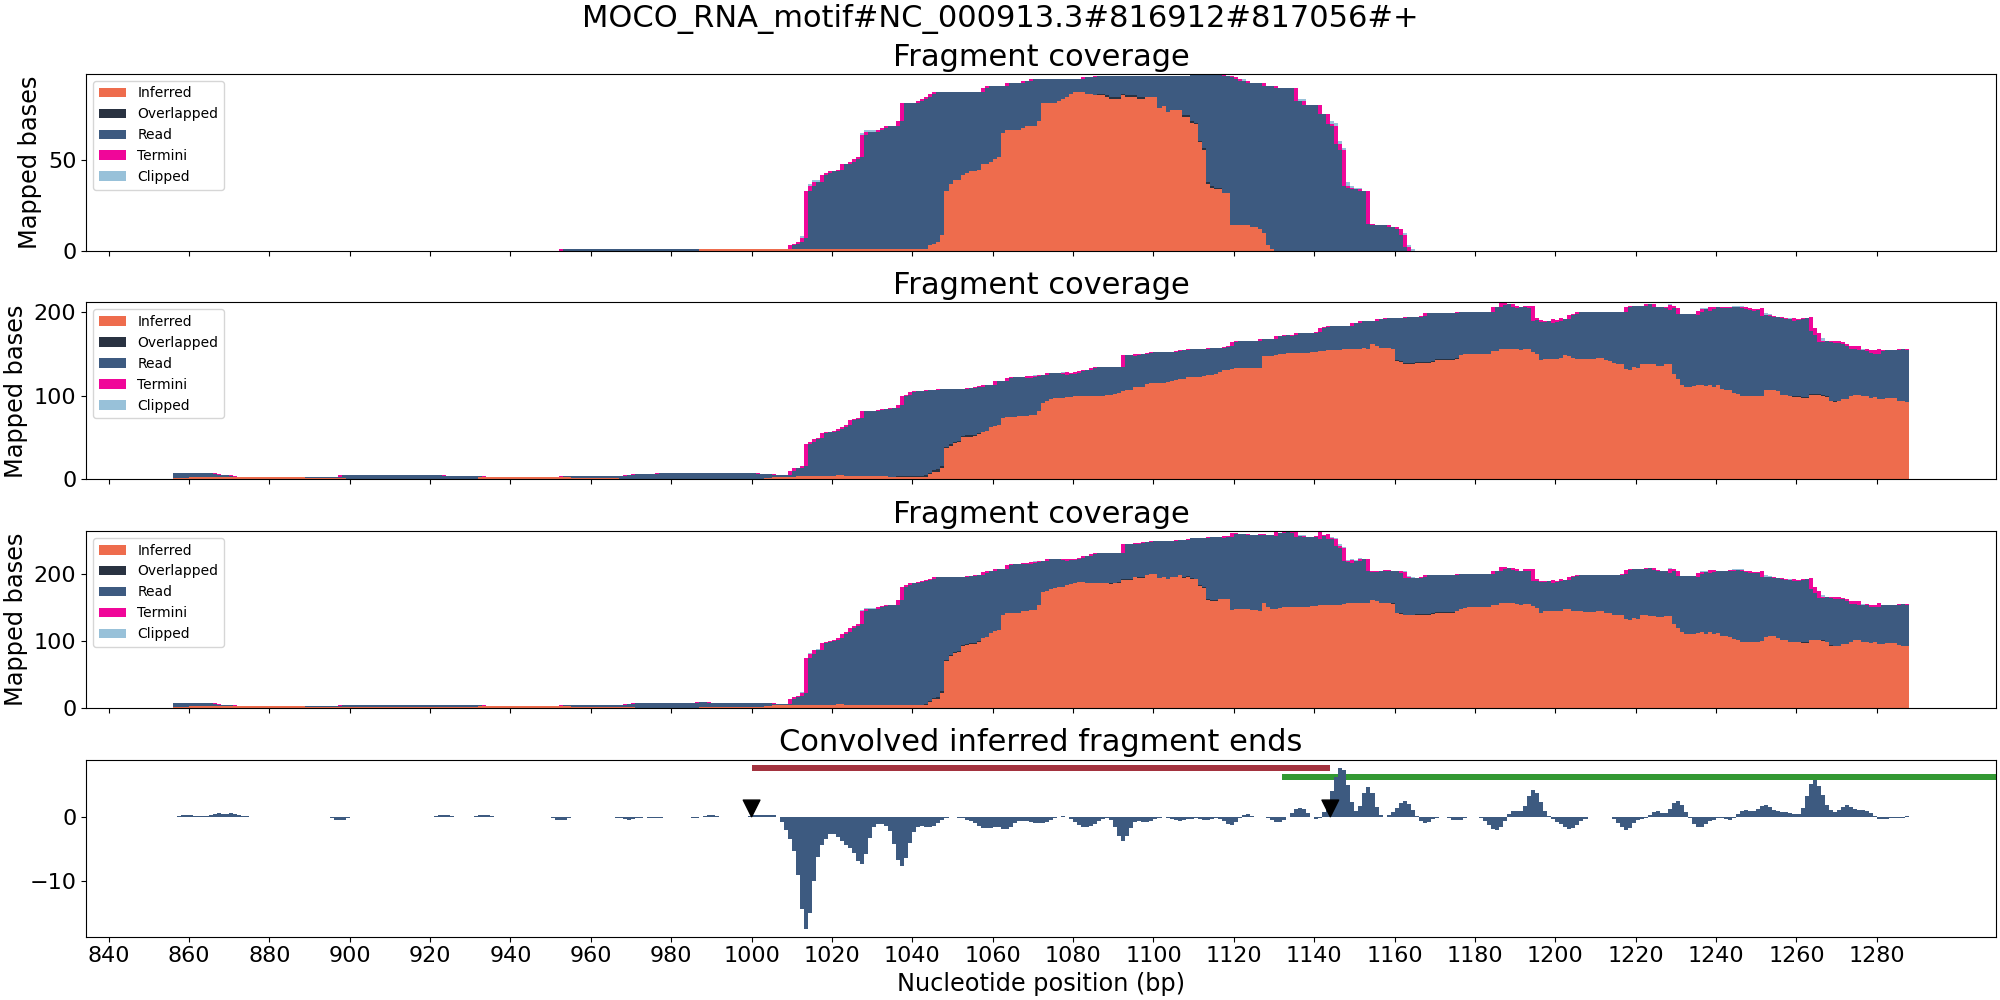 MOCO_RNA_motif#NC_000913.3#816912#817056#+
Fragment coverage
Mapped bases
50
0
Inferred
Overlapped
Read
Termini
Clipped
Fragment coverage
Mapped bases
200
100
0
Inferred
Overlapped
Read
Termini
Clipped
Fragment coverage
Mapped bases
200
100
0
Inferred
Overlapped
Read
Termini
Clipped
Convolved inferred fragment ends
0
−10
840 860 880 900 920 940 960 980 1000 1020 1040 1060 1080 1100 1120 1140 1160 1180 1200 1220 1240 1260 1280
Nucleotide position (bp)